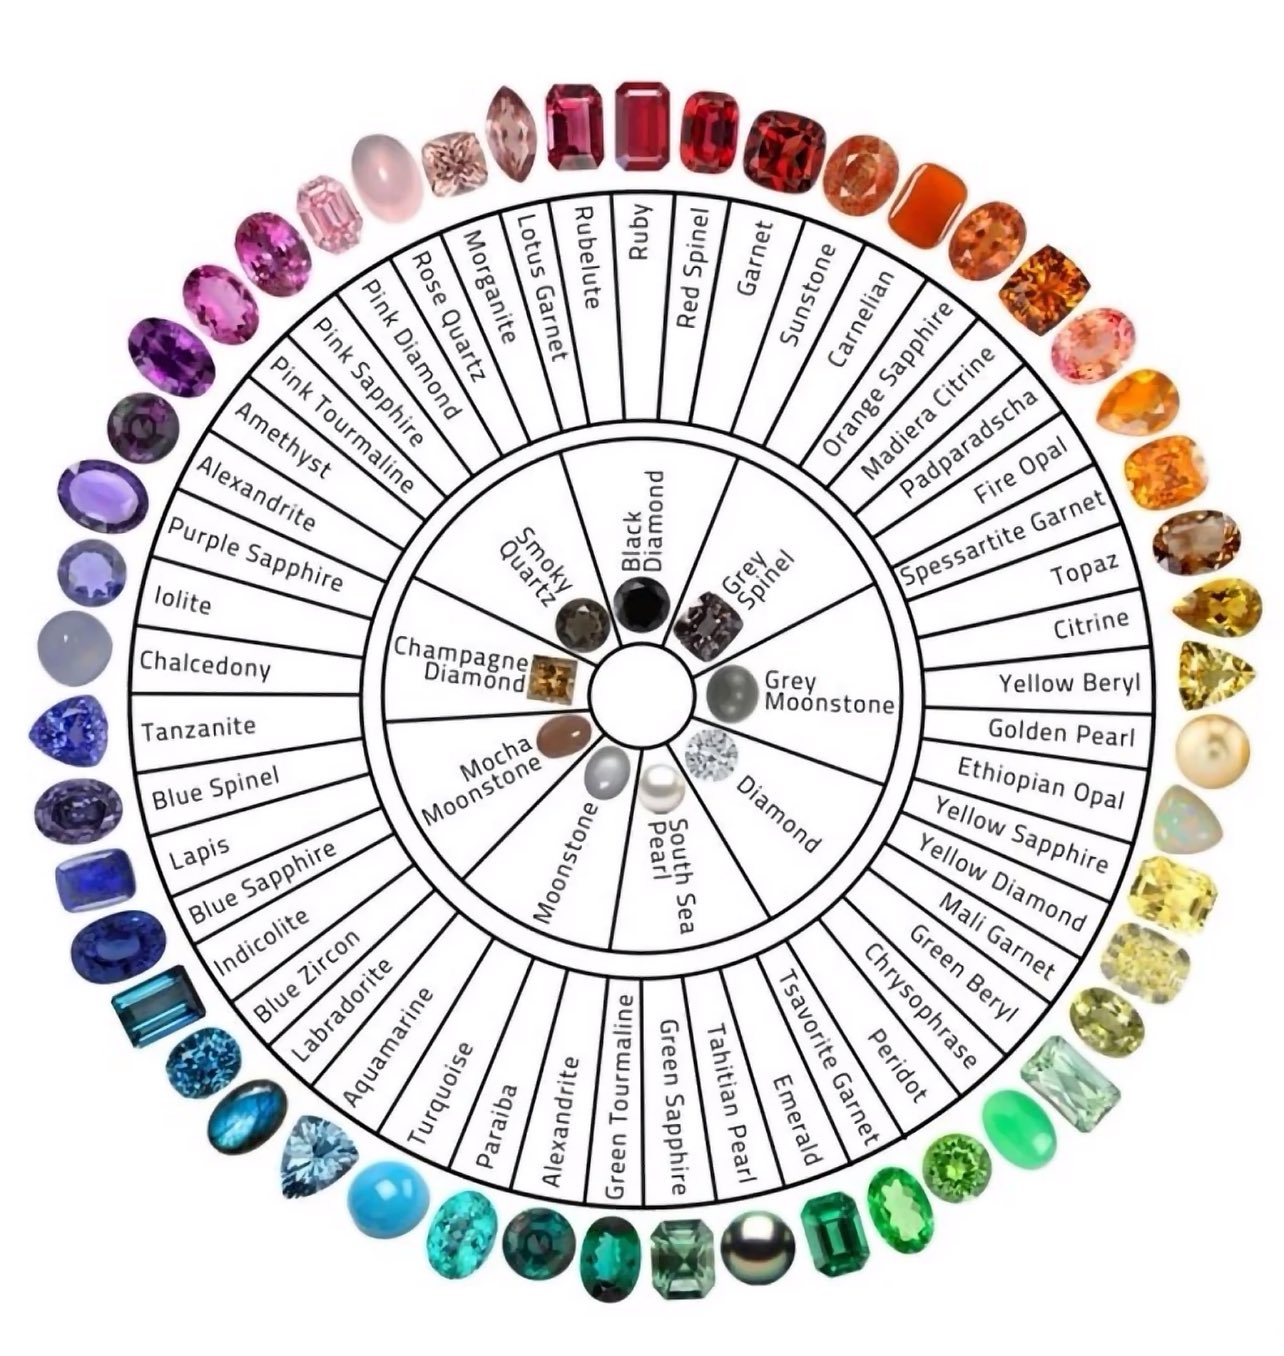 Ruby
Red Spinel
Garnet
Sunstone
Carnelian
Orange Sapphire
Madiera Citrine
Padparadscha
Fire Opal
Spessartite Garnet
Topaz
Citrine
Yellow Beryl
Golden Pearl
Ethiopian Opal
Yellow Sapphire
Yellow Diamond
Mali Garnet
Green Beryl
Chrysophrase
Peridot
Tsavorite Garnet
Emerald
Tahitian Pearl
Green Sapphire
Green Tourmaline
Alexandrite
Paraiba
Turquoise
Aquamarine
Labradorite
Blue Zircon
Indicolite
Blue Sapphire
Lapis
Blue Spinel
Tanzanite
Chalcedony
Iolite
Purple Sapphire
Alexandrite
Amethyst
Pink Tourmaline
Pink Sapphire
Pink Diamond
Rose Quartz
Morganite
Lotus Garnet
Rubelute
Black
Diamond
Grey
Spinel
Grey
Moonstone
Diamond
South Sea
Pearl
Moonstone
Mocha
Moonstone
Champagne
Diamond
Smoky
Quartz